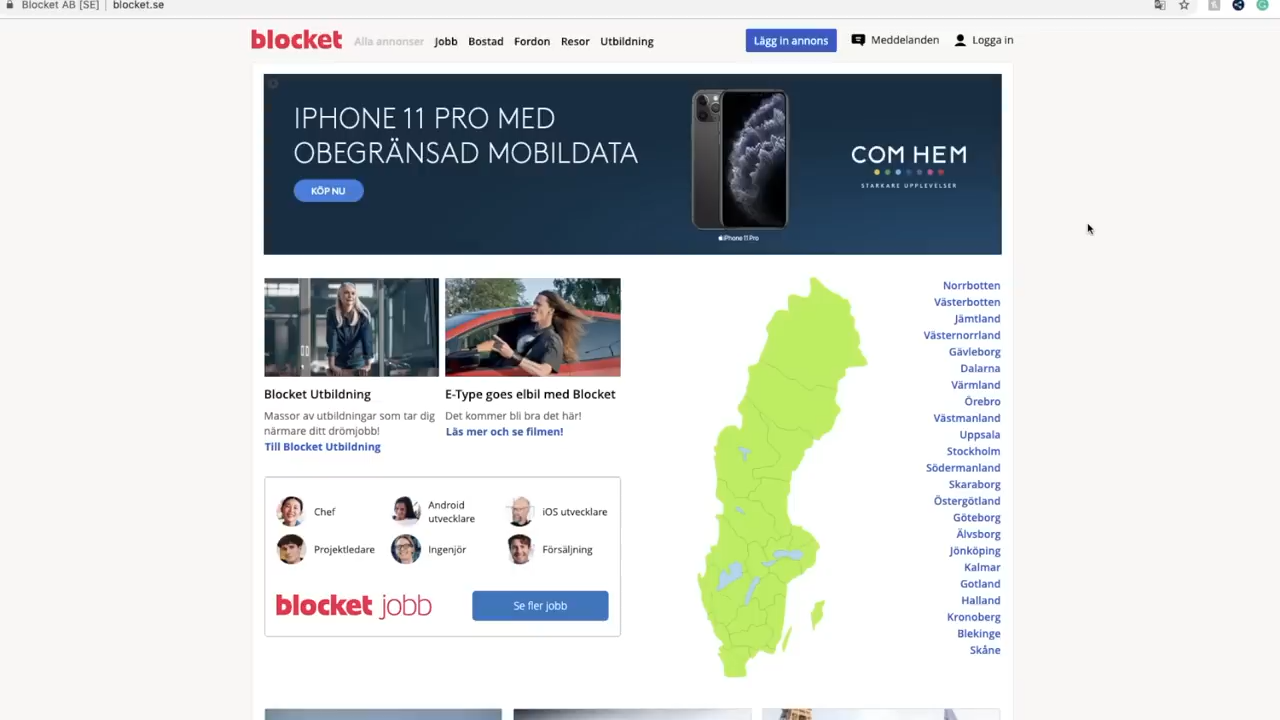 Blocket AB [SE] | blocket.se
blocket
Alla annonser
Jobb
Bostad
Fordon
Resor
Utbildning
Lägg in annons
Meddelanden
Logga in
IPHONE 11 PRO MED
OBEGRÄNSAD MOBILDATA
KÖP NU
iPhone 11 Pro
COM HEM
STARKARE UPPLEVELSER
Blocket Utbildning
Massor av utbildningar som tar dig
närmare ditt drömjobb!
Till Blocket Utbildning
E-Type goes elbil med Blocket
Det kommer bli bra det här!
Läs mer och se filmen!
Chef
Android
utvecklare
iOS utvecklare
Projektledare
Ingenjör
Försäljning
blocket jobb
Se fler jobb
Norrbotten
Västerbotten
Jämtland
Västernorrland
Gävleborg
Dalarna
Värmland
Örebro
Västmanland
Uppsala
Stockholm
Södermanland
Skaraborg
Östergötland
Göteborg
Älvsborg
Jönköping
Kalmar
Gotland
Halland
Kronoberg
Blekinge
Skåne